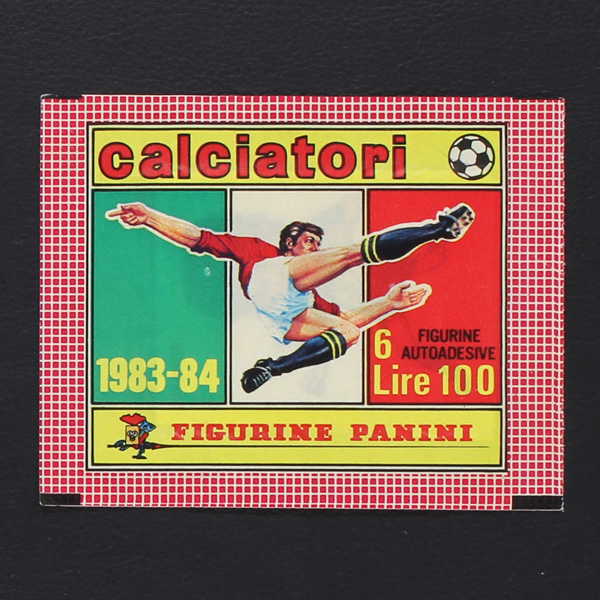 calciatori
1983-84
6 FIGURINE
AUTOADESIVE
Lire 100
FIGURINE PANINI